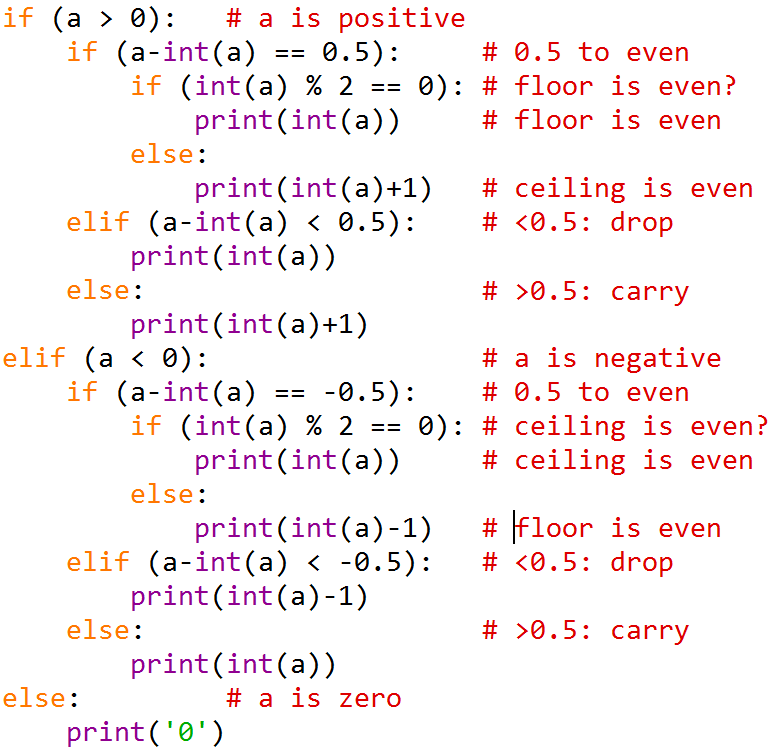 if (a > 0):   # a is positive
    if (a-int(a) == 0.5):     # 0.5 to even
        if (int(a) % 2 == 0): # floor is even?
            print(int(a))     # floor is even
        else:
            print(int(a)+1)   # ceiling is even
    elif (a-int(a) < 0.5):    # <0.5: drop
        print(int(a))
    else:                     # >0.5: carry
        print(int(a)+1)
elif (a < 0):                 # a is negative
    if (a-int(a) == -0.5):    # 0.5 to even
        if (int(a) % 2 == 0): # ceiling is even?
            print(int(a))     # ceiling is even
        else:
            print(int(a)-1)   # floor is even
    elif (a-int(a) < -0.5):   # <0.5: drop
        print(int(a)-1)
    else:                     # >0.5: carry
        print(int(a))
else:         # a is zero
    print('0')